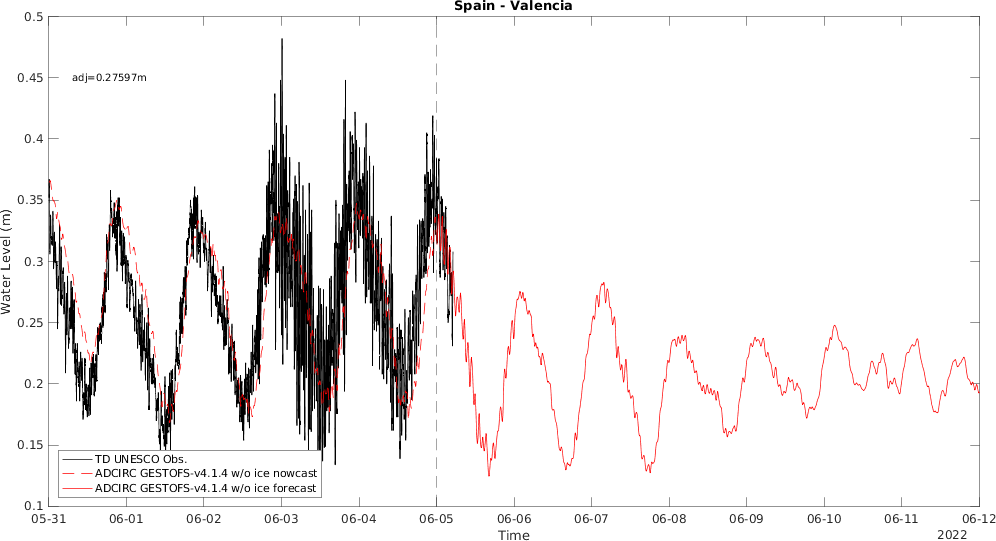 Spain - Valencia
0.5
0.45
0.4
0.35
0.3
0.25
0.2
0.15
0.1
Water Level (m)
adj=0.27597m
TD UNESCO Obs.
ADCIRC GESTOFS-v4.1.4 w/o ice nowcast
ADCIRC GESTOFS-v4.1.4 w/o ice forecast
05-31 06-01 06-02 06-03 06-04 06-05 06-06 06-07 06-08 06-09 06-10 06-11 06-12
Time
2022